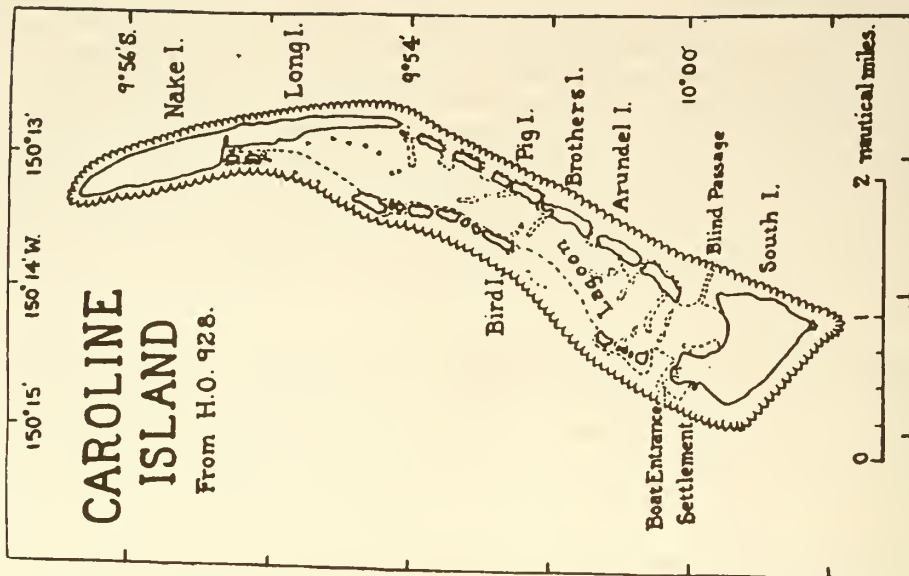 CAROLINE
ISLAND
From H.O. 928.
150°15'
150°14'W.
150°13'
9°56'S.
9°54'
10°00'
Nake I.
Long I.
Pig I.
Brothers I.
Arundel I.
Blind Passage
South I.
Bird I.
Lagoon
Boat Entrance
Settlement
0
1
2 nautical miles.